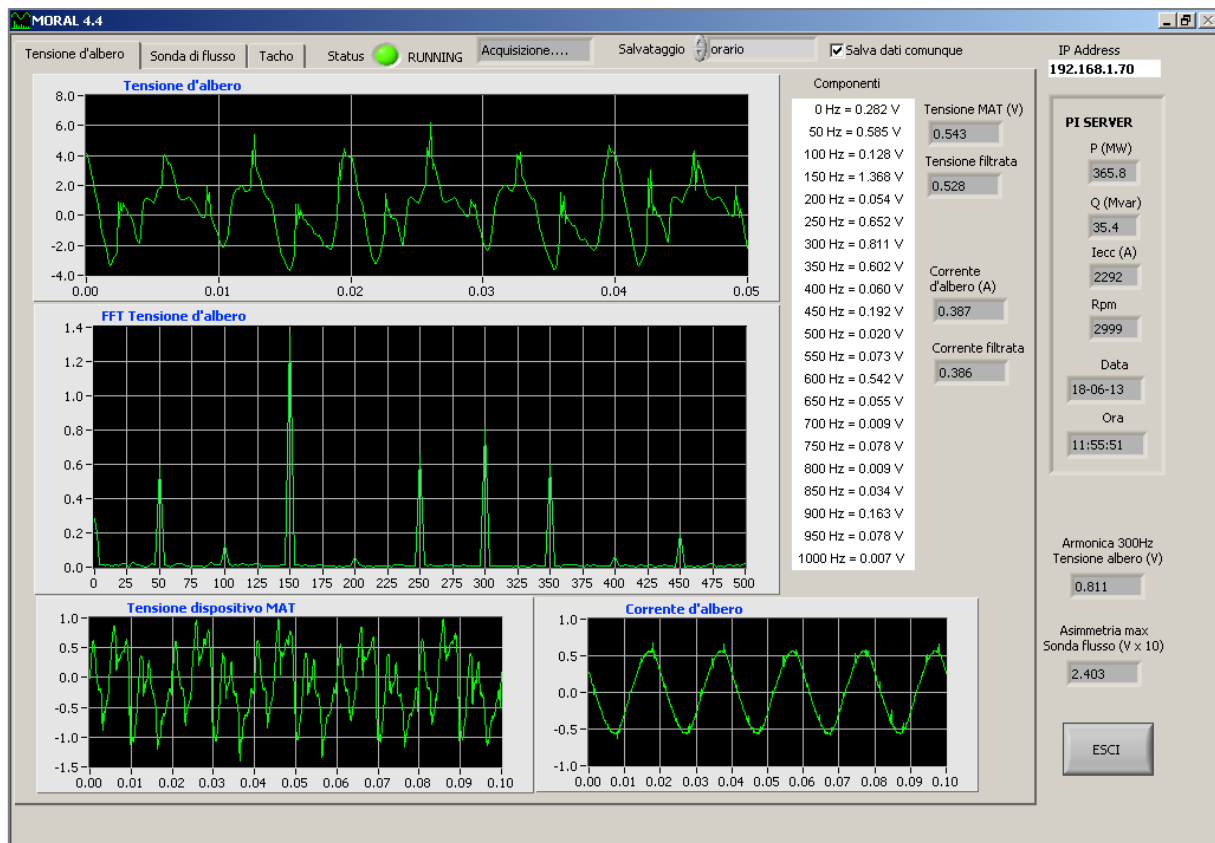 MORAL 4.4
Tensione d'albero
Sonda di flusso
Tacho
Status
RUNNING
Acquisizione....
Salvataggio
orario
Salva dati comunque
IP Address
192.168.1.70
Tensione d'albero
8.0
6.0
4.0
2.0
0.0
-2.0
-4.0
0.00 0.01 0.02 0.03 0.04 0.05
FFT Tensione d'albero
1.4
1.2
1.0
0.8
0.6
0.4
0.2
0.0
0 25 50 75 100 125 150 175 200 225 250 275 300 325 350 375 400 425 450 475 500
Tensione dispositivo MAT
1.0
0.5
0.0
-0.5
-1.0
-1.5
0.00 0.01 0.02 0.03 0.04 0.05 0.06 0.07 0.08 0.09 0.10
Corrente d'albero
1.0
0.5
0.0
-0.5
-1.0
0.00 0.01 0.02 0.03 0.04 0.05 0.06 0.07 0.08 0.09 0.10
Componenti
0 Hz = 0.282 V
50 Hz = 0.585 V
100 Hz = 0.128 V
150 Hz = 1.368 V
200 Hz = 0.054 V
250 Hz = 0.652 V
300 Hz = 0.811 V
350 Hz = 0.602 V
400 Hz = 0.060 V
450 Hz = 0.192 V
500 Hz = 0.020 V
550 Hz = 0.073 V
600 Hz = 0.542 V
650 Hz = 0.055 V
700 Hz = 0.009 V
750 Hz = 0.078 V
800 Hz = 0.009 V
850 Hz = 0.034 V
900 Hz = 0.163 V
950 Hz = 0.078 V
1000 Hz = 0.007 V
Tensione MAT (V)
0.543
Tensione filtrata
0.528
Corrente
d'albero (A)
0.387
Corrente filtrata
0.386
PI SERVER
P (MW)
365.8
Q (Mvar)
35.4
Iecc (A)
2292
Rpm
2999
Data
18-06-13
Ora
11:55:51
Armonica 300Hz
Tensione albero (V)
0.811
Asimmetria max
Sonda flusso (V x 10)
2.403
ESCI